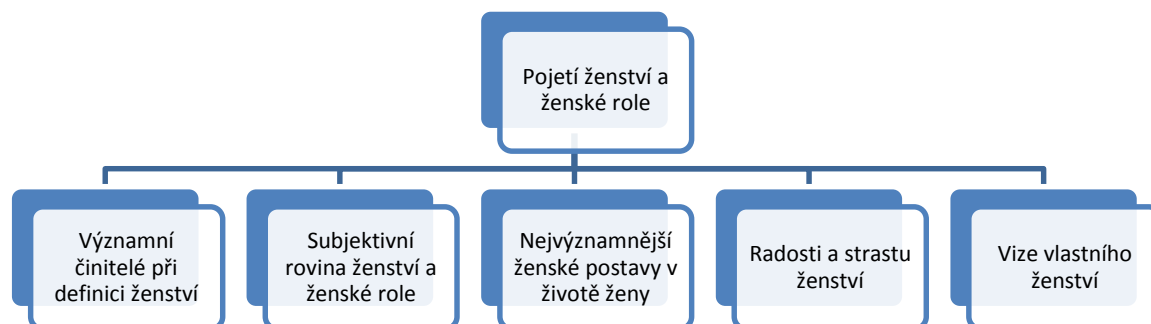 Pojetí ženství a
ženské role
Významní
činitelé při
definici ženství
Subjektivní
rovina ženství a
ženské role
Nejvýznamnější
ženské postavy v
životě ženy
Radosti a strastu
ženství
Vize vlastního
ženství